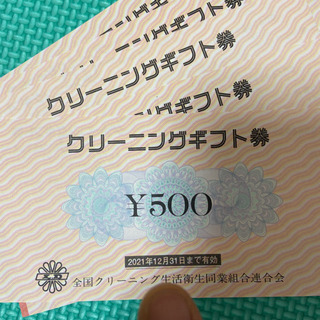 クリーニングギフト券
クリーニングギフト券
クリーニングギフト券
¥500
2021年12月31日まで有効
全国クリーニング生活衛生同業組合連合会